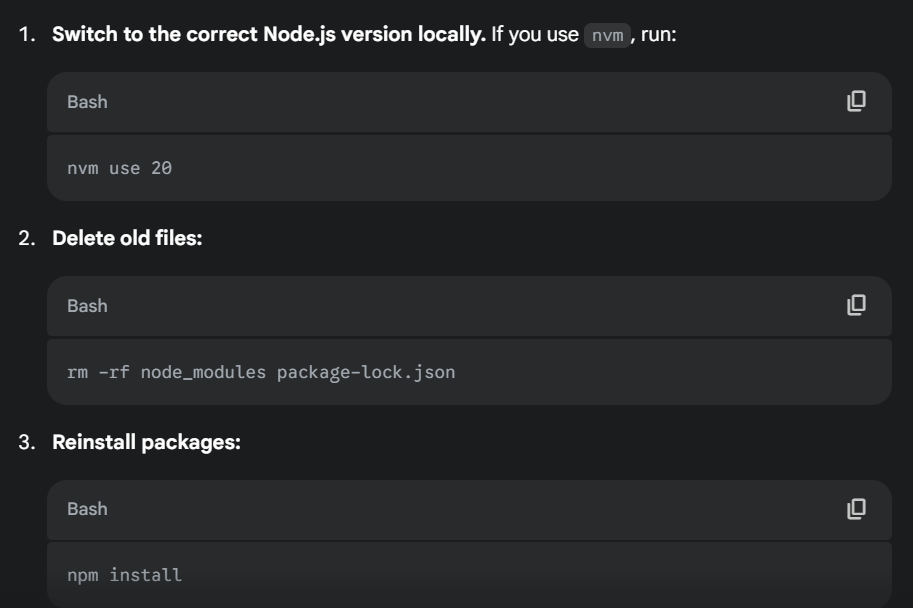 1. Switch to the correct Node.js version locally. If you use nvm, run:
Bash
nvm use 20
2. Delete old files:
Bash
rm -rf node_modules package-lock.json
3. Reinstall packages:
Bash
npm install